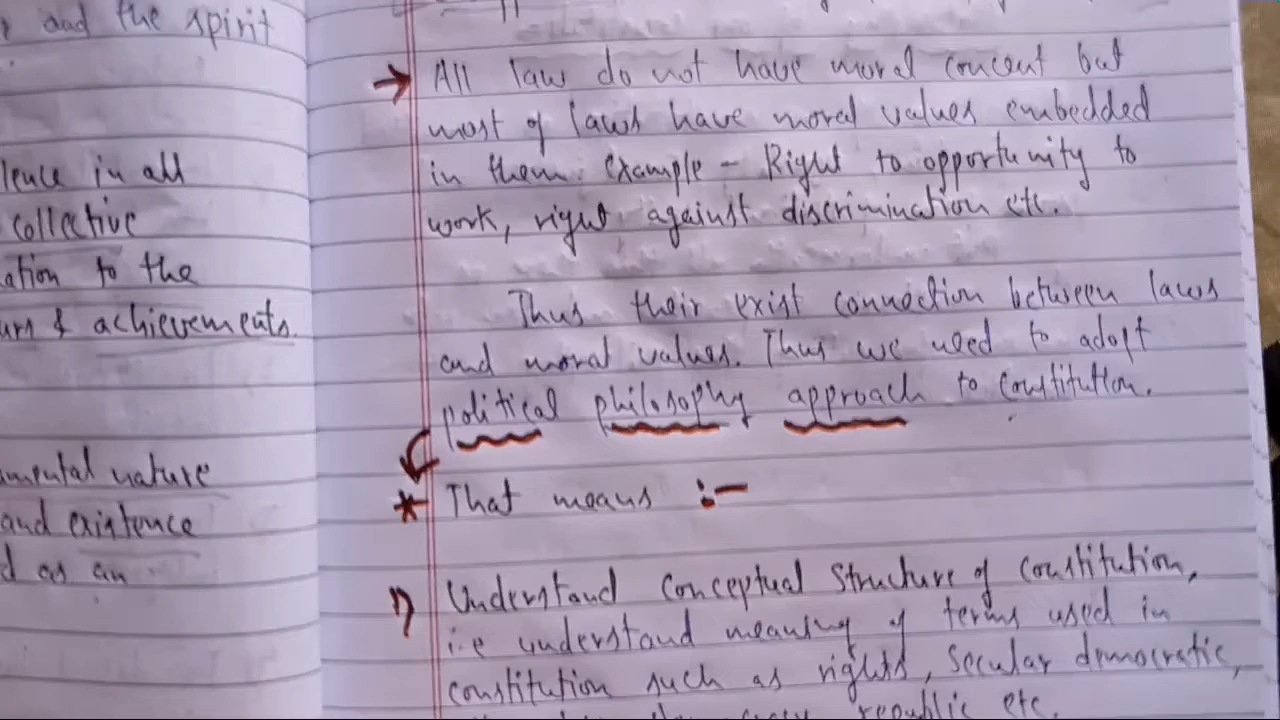 and the spirit
lence in all
collective
ation to the
urs & achievements.
mental nature
and existence
d as an
→ All law do not have moral concent but
most of laws have moral values embedded
in them. Example - Right to opportunity to
work, right against discrimination etc.
Thus their exist connection between laws
and moral values. Thus we need to adopt
political philosophy approach to constitution.
* That means :-
1) Understand Conceptual Structure of constitution,
i.e understand meaning of terms used in
constitution such as rights, secular democratic,
republic etc.